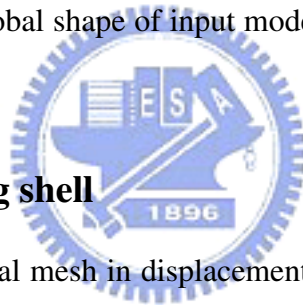 obal shape of input mode
E S A
g shell
1896
al mesh in displacement